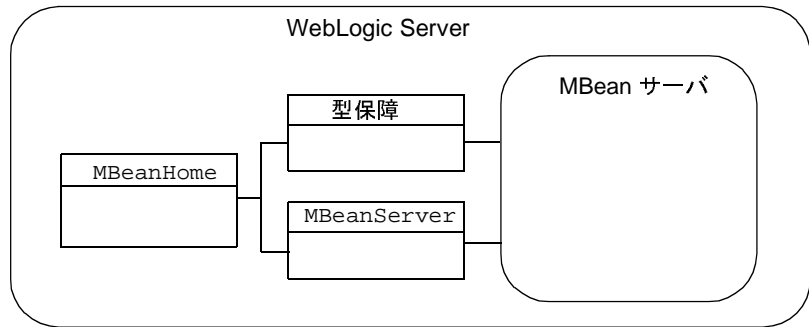 WebLogic Server
MBean サーバ
型保障
MBeanHome
MBeanServer